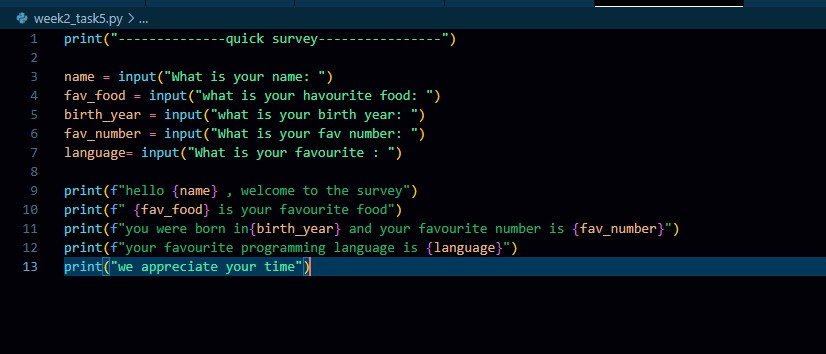 week2_task5.py > ...
1 print("--------------quick survey----------------")
2
3 name = input("What is your name: ")
4 fav_food = input("what is your havourite food: ")
5 birth_year = input("what is your birth year: ")
6 fav_number = input("What is your fav number: ")
7 language= input("What is your favourite : ")
8
9 print(f"hello {name} , welcome to the survey")
10 print(f" {fav_food} is your favourite food")
11 print(f"you were born in{birth_year} and your favourite number is {fav_number}")
12 print(f"your favourite programming language is {language}")
13 print("we appreciate your time")